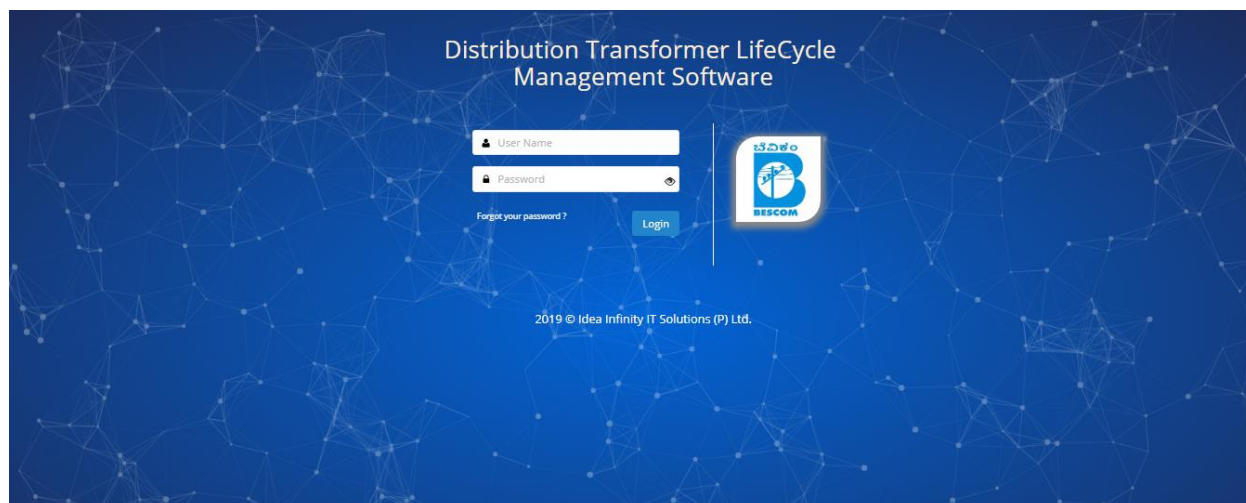 Distribution Transformer LifeCycle
Management Software
User Name
Password
Forgot your password ?
Login
ಬೆವಿಕಂ
BESCOM
2019 © Idea Infinity IT Solutions (P) Ltd.